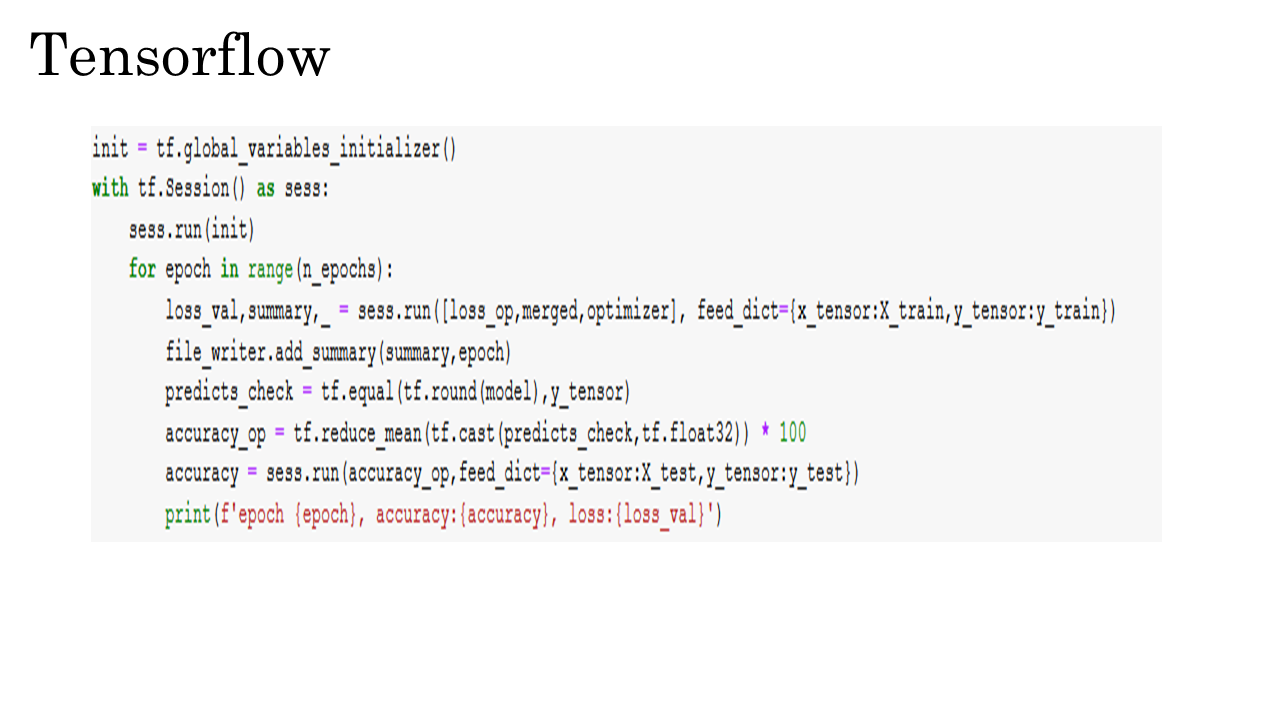 Tensorflow
init = tf.global_variables_initializer()
with tf.Session() as sess:
    sess.run(init)
    for epoch in range(n_epochs):
        loss_val,summary,_ = sess.run([loss_op,merged,optimizer], feed_dict={x_tensor:X_train,y_tensor:y_train})
        file_writer.add_summary(summary,epoch)
        predicts_check = tf.equal(tf.round(model),y_tensor)
        accuracy_op = tf.reduce_mean(tf.cast(predicts_check,tf.float32)) * 100
        accuracy = sess.run(accuracy_op,feed_dict={x_tensor:X_test,y_tensor:y_test})
        print(f'epoch {epoch}, accuracy:{accuracy}, loss:{loss_val}')